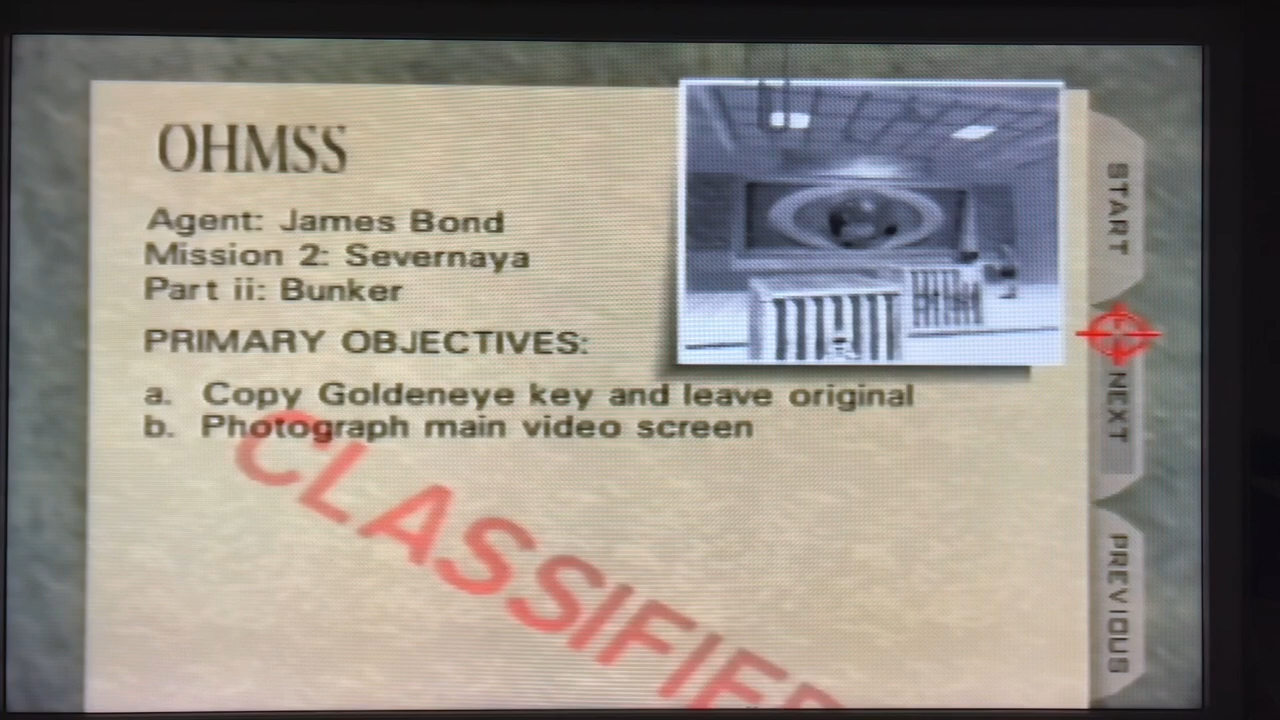 OHMSS
Agent: James Bond
Mission 2: Severnaya
Part ii: Bunker
PRIMARY OBJECTIVES:
a. Copy Goldeneye key and leave original
b. Photograph main video screen
CLASSIFIED
START
NEXT
PREVIOUS